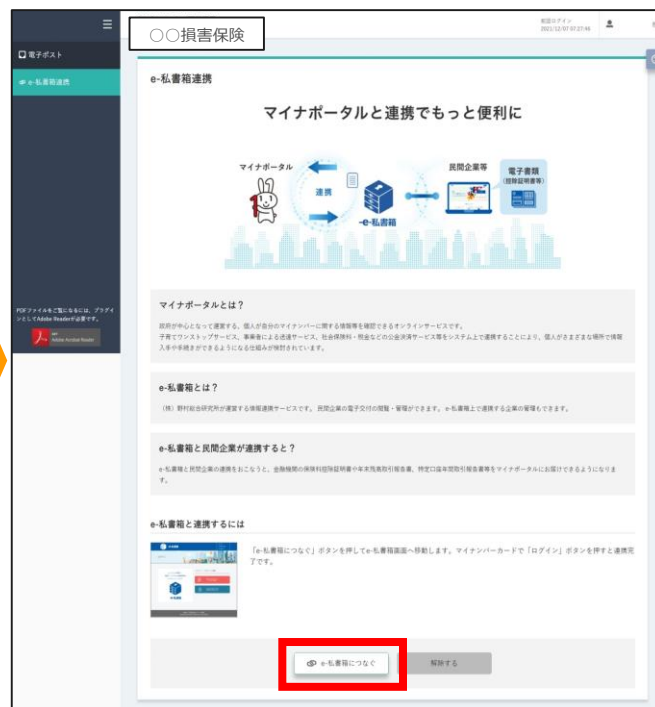 ○○損害保険
前回ログイン
2021/12/07 07:27:46
電子ポスト
e-私書箱連携
PDFファイルをご覧になるには、プラグイ
ンとしてAdobe Readerが必要です。
Adobe Acrobat Reader
e-私書箱連携
マイナポータルと連携でもっと便利に
マイナポータル
連携
e-私書箱
民間企業等
電子書類
(控除証明書等)
マイナポータルとは？
政府が中心となって運営する、個人が自分のマイナンバーに関する情報等を確認できるオンラインサービスです。
子育てワンストップサービス、事業者による送達サービス、社会保険料・税金などの公金決済サービス等をシステム上で連携することにより、個人がさまざまな場所で情報
入手や手続きができるようになる仕組みが検討されています。
e-私書箱とは？
（株）野村総合研究所が運営する情報連携サービスです。 民間企業の電子交付の閲覧・管理ができます。 e-私書箱上で連携する企業の管理もできます。
e-私書箱と民間企業が連携すると？
e-私書箱と民間企業の連携をおこなうと、金融機関の保険料控除証明書や年末残高取引報告書、特定口座年間取引報告書等をマイナポータルにお届けできるようになりま
す。
e-私書箱と連携するには
「e-私書箱につなぐ」ボタンを押してe-私書箱画面へ移動します。マイナンバーカードで「ログイン」ボタンを押すと連携完
了です。
e-私書箱につなぐ
解除する